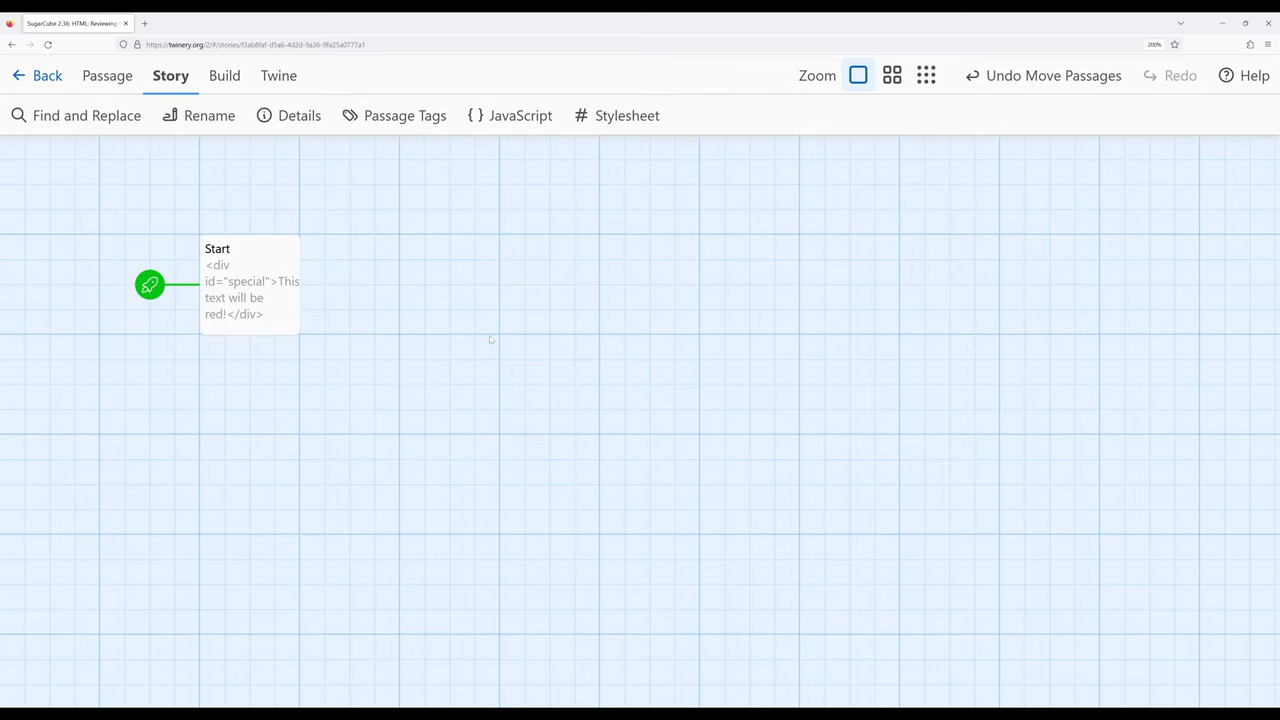 SugarCube 2.36: HTML: Reviewing
https://twinery.org/2/#/stories/f3ab8faf-d5a6-4d2d-9a36-9fa25a0777a1
200%
Back Passage Story Build Twine Zoom Undo Move Passages Redo Help
Find and Replace Rename Details Passage Tags { } JavaScript # Stylesheet
Start
<div
id="special">This
text will be
red!</div>